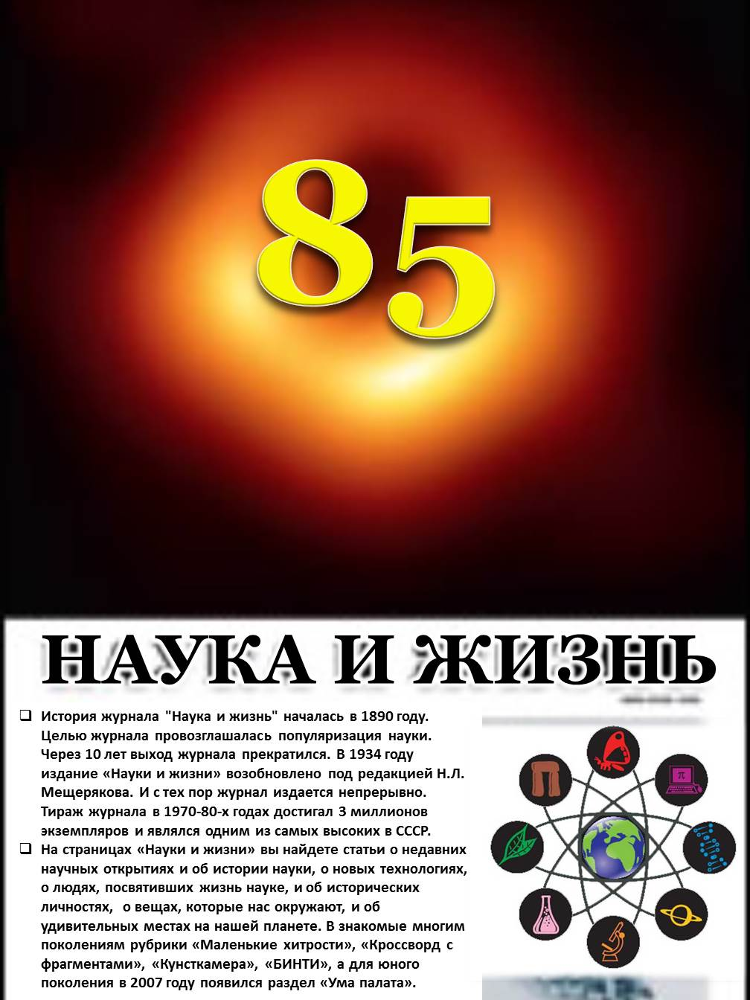 85
НАУКА И ЖИЗНЬ
История журнала "Наука и жизнь" началась в 1890 году.
Целью журнала провозглашалась популяризация науки.
Через 10 лет выход журнала прекратился. В 1934 году
издание «Науки и жизни» возобновлено под редакцией Н.Л.
Мещерякова. И с тех пор журнал издается непрерывно.
Тираж журнала в 1970-80-х годах достигал 3 миллионов
экземпляров и являлся одним из самых высоких в СССР.
На страницах «Науки и жизни» вы найдете статьи о недавних
научных открытиях и об истории науки, о новых технологиях,
о людях, посвятивших жизнь науке, и об исторических
личностях, о вещах, которые нас окружают, и об
удивительных местах на нашей планете. В знакомые многим
поколениям рубрики «Маленькие хитрости», «Кроссворд с
фрагментами», «Кунсткамера», «БИНТИ», а для юного
поколения в 2007 году появился раздел «Ума палата».
π